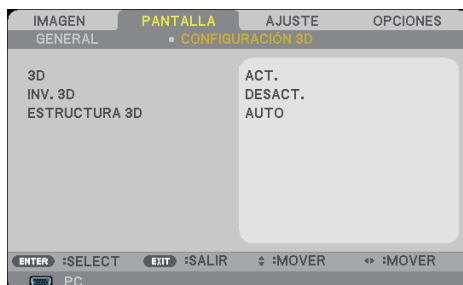 IMAGEN PANTALLA AJUSTE OPCIONES
GENERAL • CONFIGURACIÓN 3D
3D ACT.
INV. 3D DESACT.
ESTRUCTURA 3D AUTO
ENTER :SELECT EXIT :SALIR :MOVER :MOVER
PC